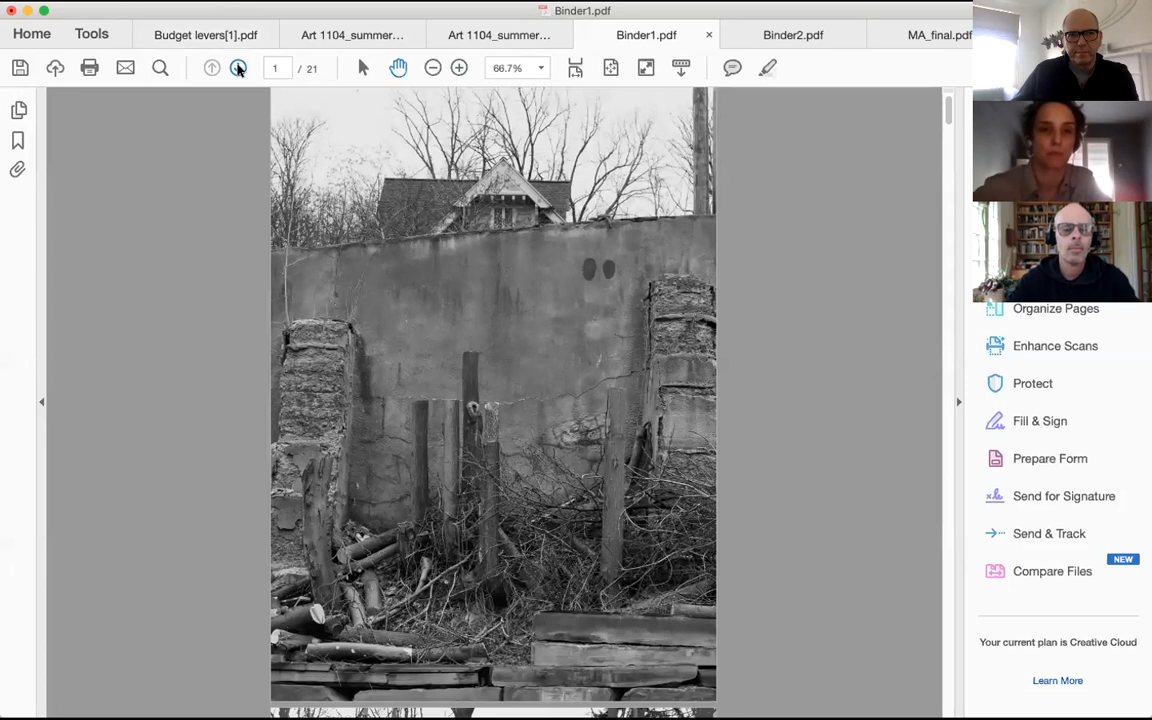 Binder1.pdf
Home
Tools
Budget levers[1].pdf
Art 1104_summer...
Art 1104_summer...
Binder1.pdf
×
Binder2.pdf
MA_final.pdf
1
/ 21
66.7%
Organize Pages
Enhance Scans
Protect
Fill & Sign
Prepare Form
Send for Signature
Send & Track
NEW
Compare Files
Your current plan is Creative Cloud
Learn More